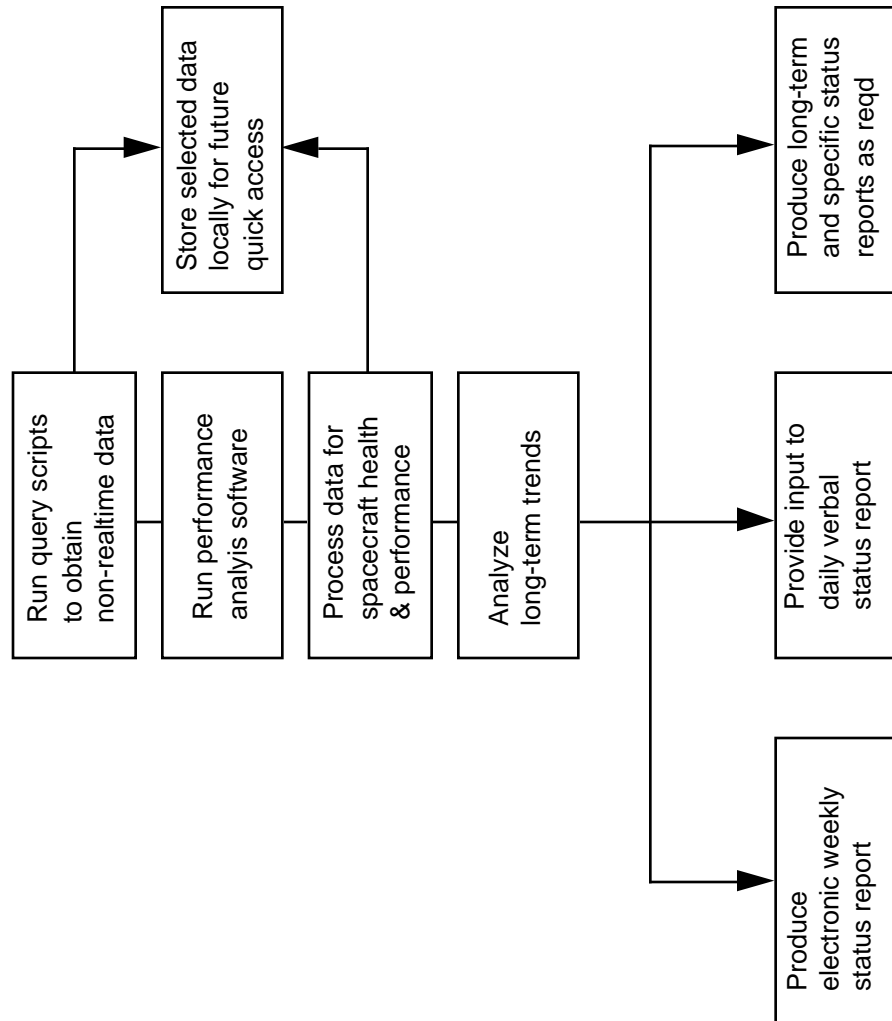 Run query scripts
to obtain
non-realtime data
Run performance
analyis software
Process data for
spacecraft health
& performance
Analyze
long-term trends
Store selected data
locally for future
quick access
Produce
electronic weekly
status report
Provide input to
daily verbal
status report
Produce long-term
and specific status
reports as reqd